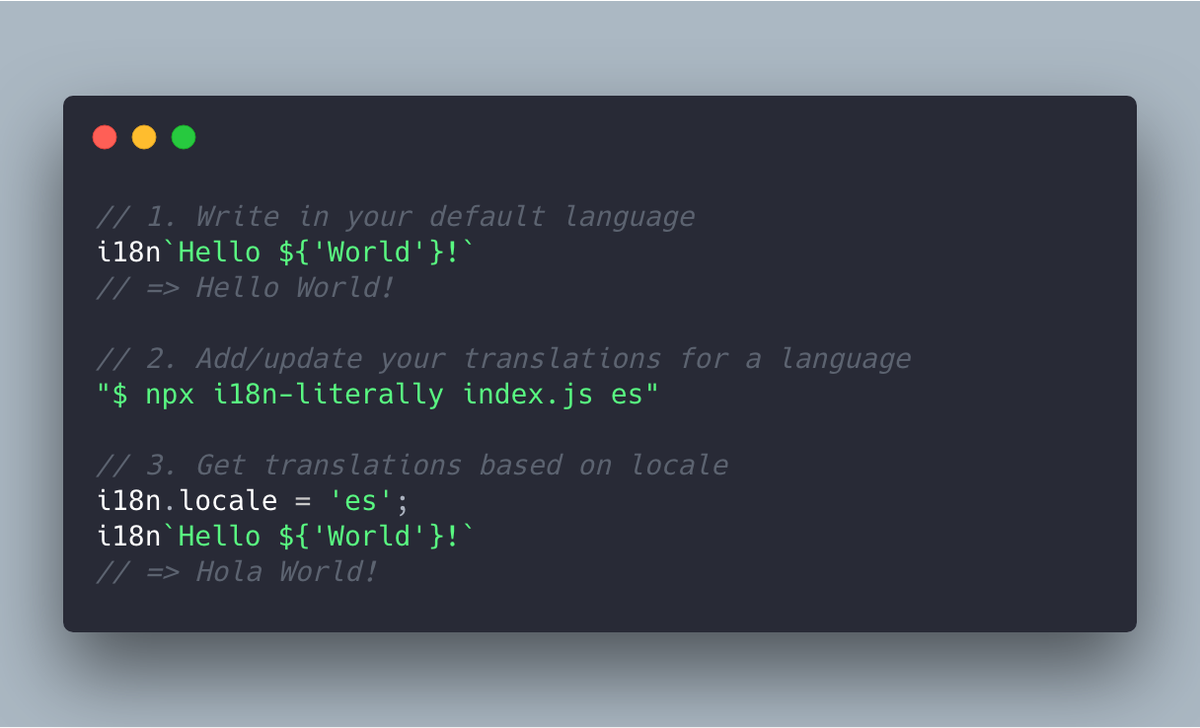 // 1. Write in your default language
i18n`Hello ${'World'}!`
// => Hello World!
// 2. Add/update your translations for a language
"$ npx i18n-literally index.js es"
// 3. Get translations based on locale
i18n.locale = 'es';
i18n`Hello ${'World'}!`
// => Hola World!